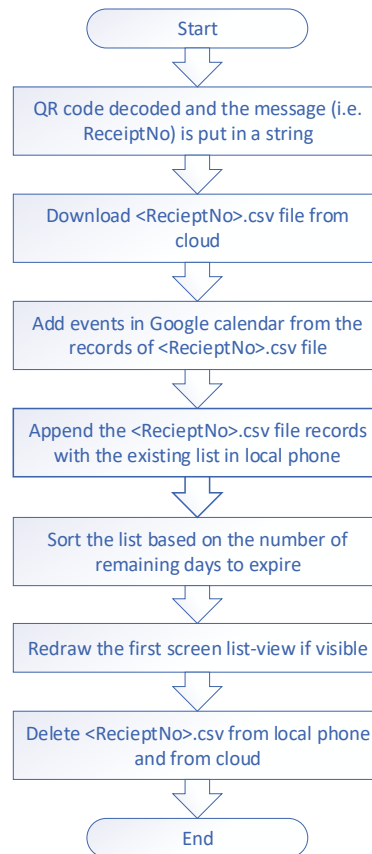 Start
QR code decoded and the message (i.e.
ReceiptNo) is put in a string
Download <RecieptNo>.csv file from
cloud
Add events in Google calendar from the
records of <RecieptNo>.csv file
Append the <RecieptNo>.csv file records
with the existing list in local phone
Sort the list based on the number of
remaining days to expire
Redraw the first screen list-view if visible
Delete <RecieptNo>.csv from local phone
and from cloud
End